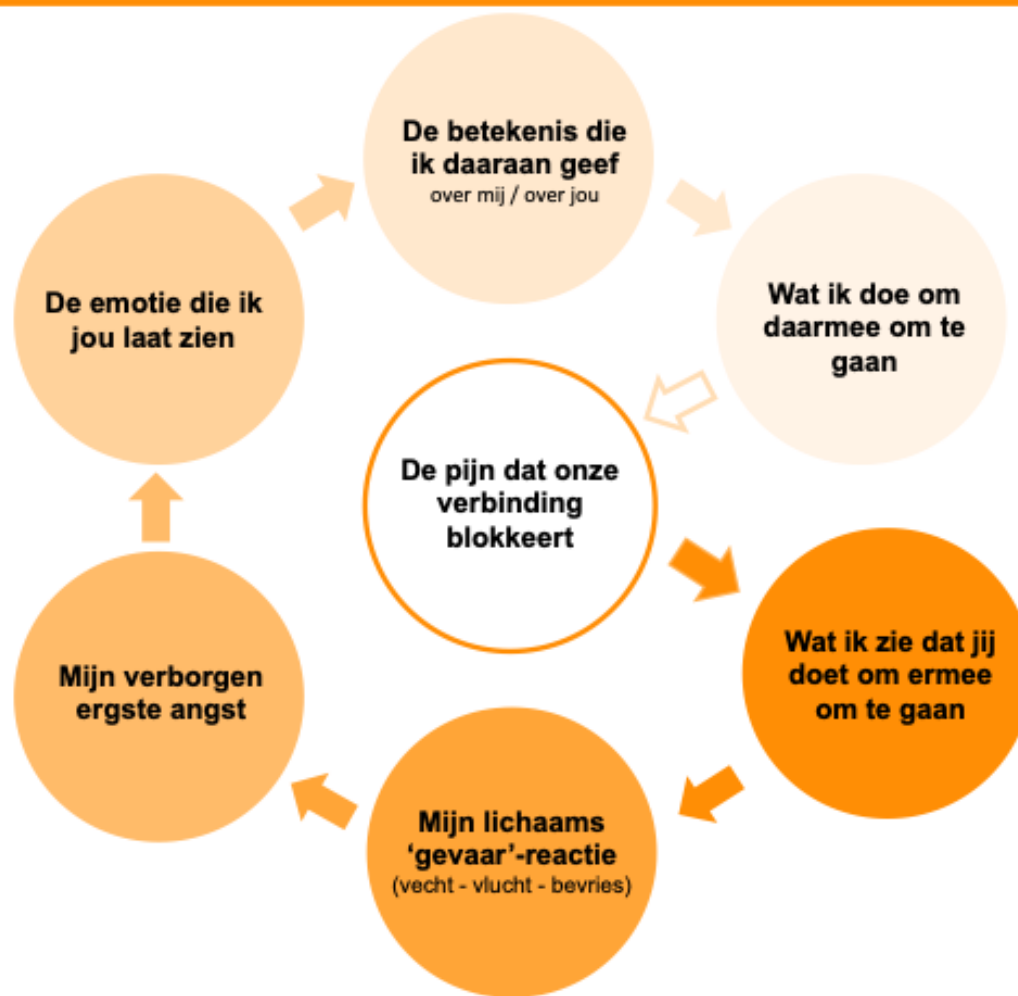 De betekenis die
ik daaraan geef
over mij / over jou
De emotie die ik
jou laat zien
Wat ik doe om
daarmee om te
gaan
De pijn dat onze
verbinding
blokkeert
Wat ik zie dat jij
doet om ermee
om te gaan
Mijn verborgen
ergste angst
Mijn lichaams
‘gevaar’-reactie
(vecht - vlucht - bevries)